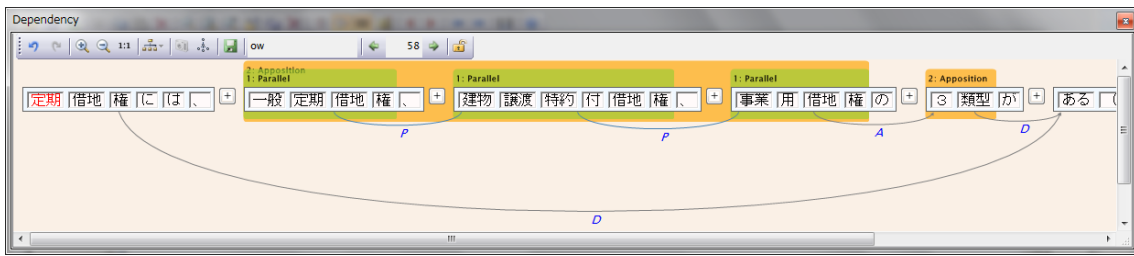 Dependency
1:1 ow 58
2: Apposition
1: Parallel 1: Parallel 1: Parallel 2: Apposition
定期 借地 権 に は 、 + 一般 定期 借地 権 、 + 建物 譲渡 特約 付 借地 権 、 + 事業 用 借地 権 の + 3 類型 が + ある
P P A D
D